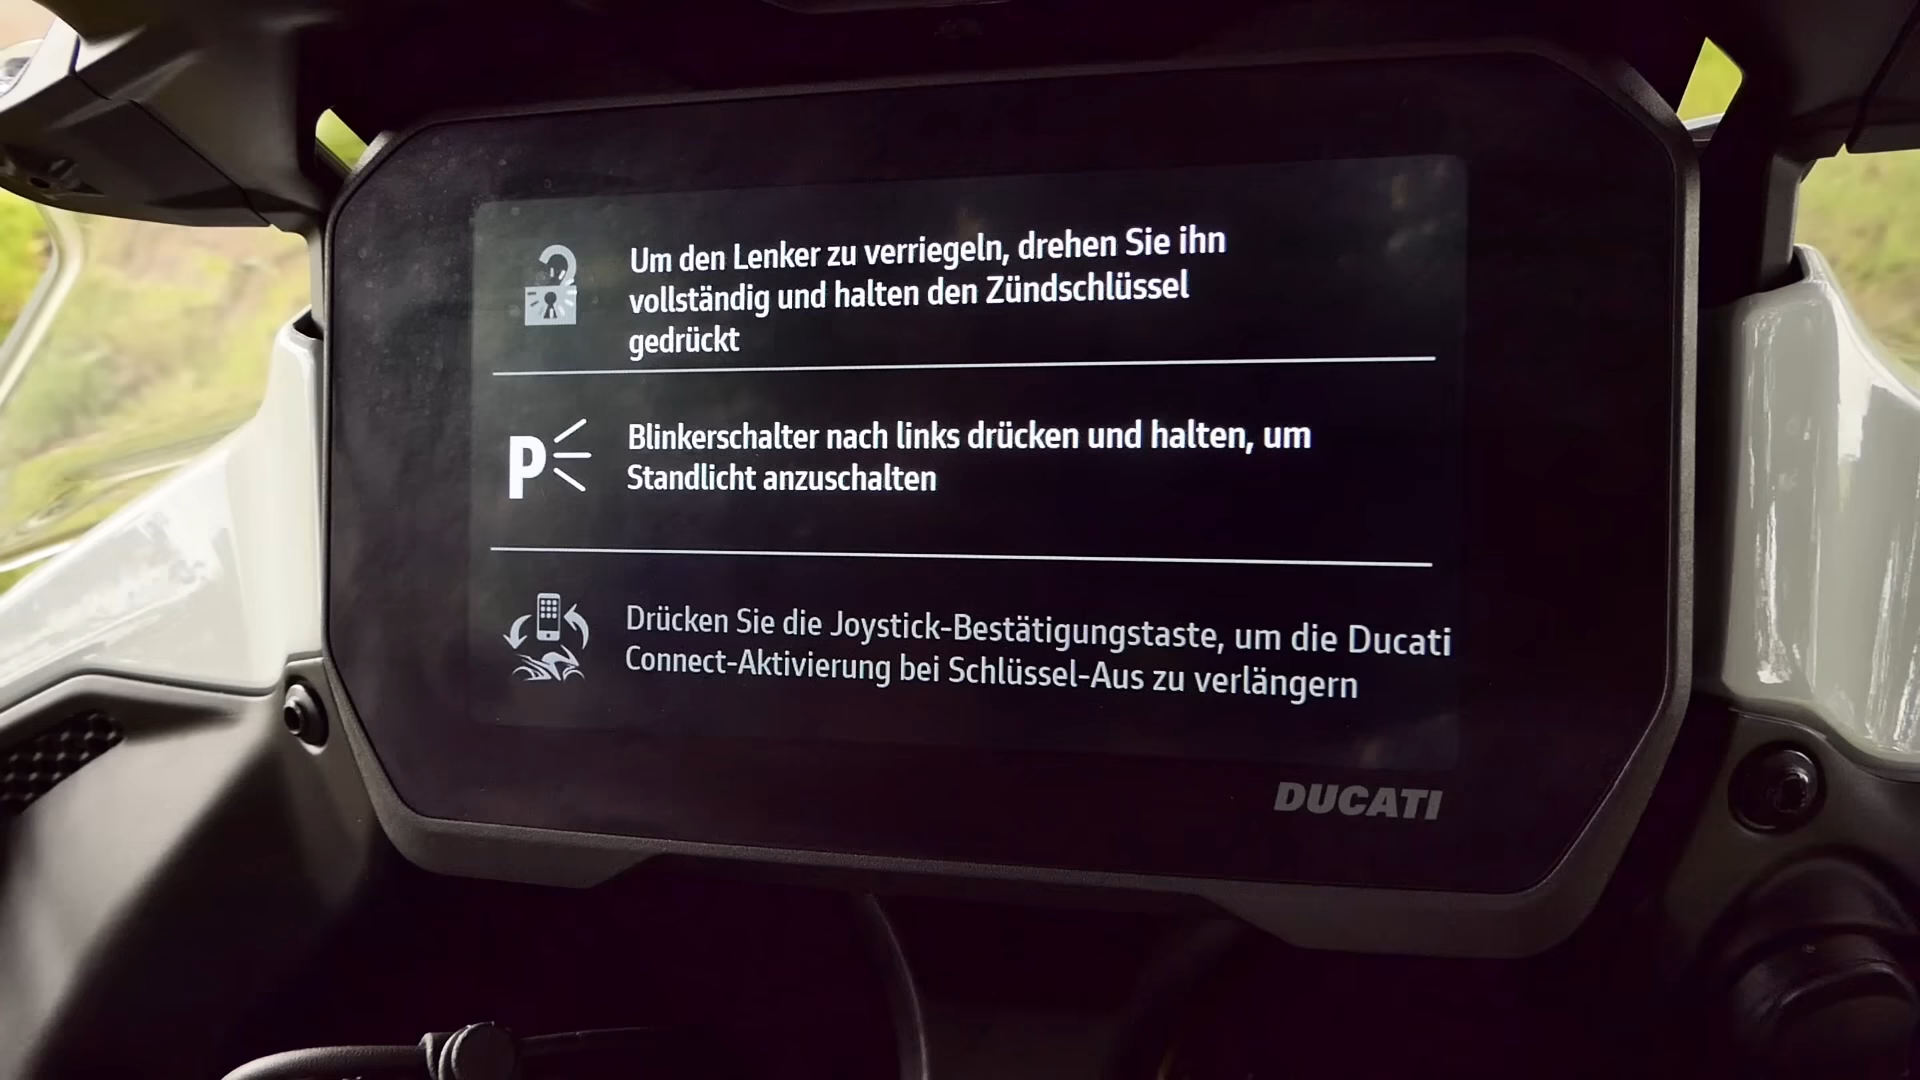 Um den Lenker zu verriegeln, drehen Sie ihn
vollständig und halten den Zündschlüssel
gedrückt
P
Blinkerschalter nach links drücken und halten, um
Standlicht anzuschalten
Drücken Sie die Joystick-Bestätigungstaste, um die Ducati
Connect-Aktivierung bei Schlüssel-Aus zu verlängern
DUCATI